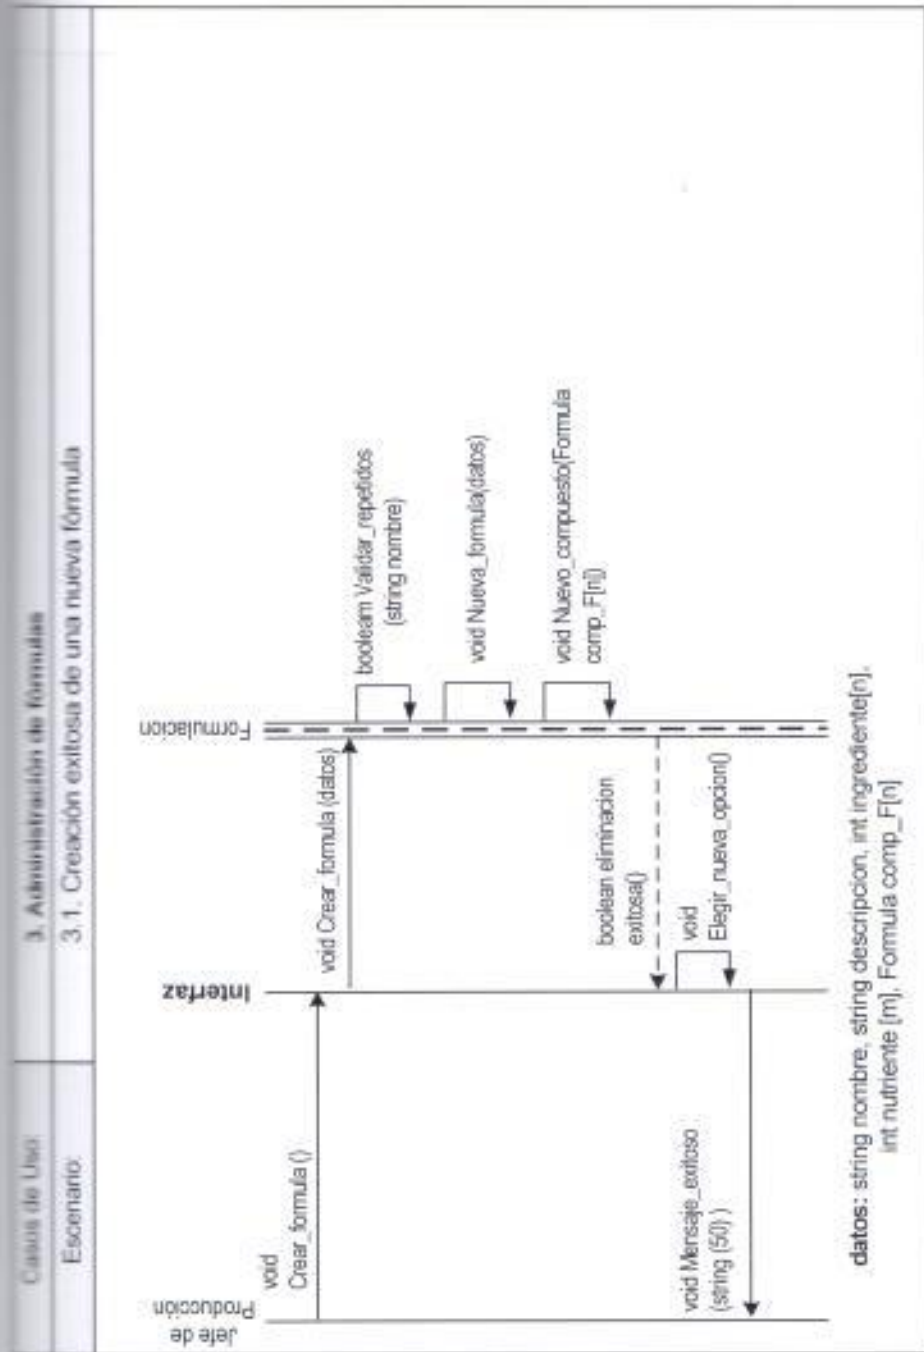 Casos de Uso:
3. Administración de fórmulas
Escenario:
3.1. Creación exitosa de una nueva fórmula
Jefe de
Producción
Interfaz
Formulacion
void
Crear_formula ()
void Crear_formula (datos)
booleam Validar_repetidos
(string nombre)
void Nueva_formula(datos)
void Nuevo_compuesto(Formula
comp_F[n])
boolean eliminacion
exitosa()
void
Elegir_nueva_opcion()
void Mensaje_exitoso
(string (50) )
datos: string nombre, string descripcion, int ingrediente[n],
int nutriente [m], Formula comp_F[n]